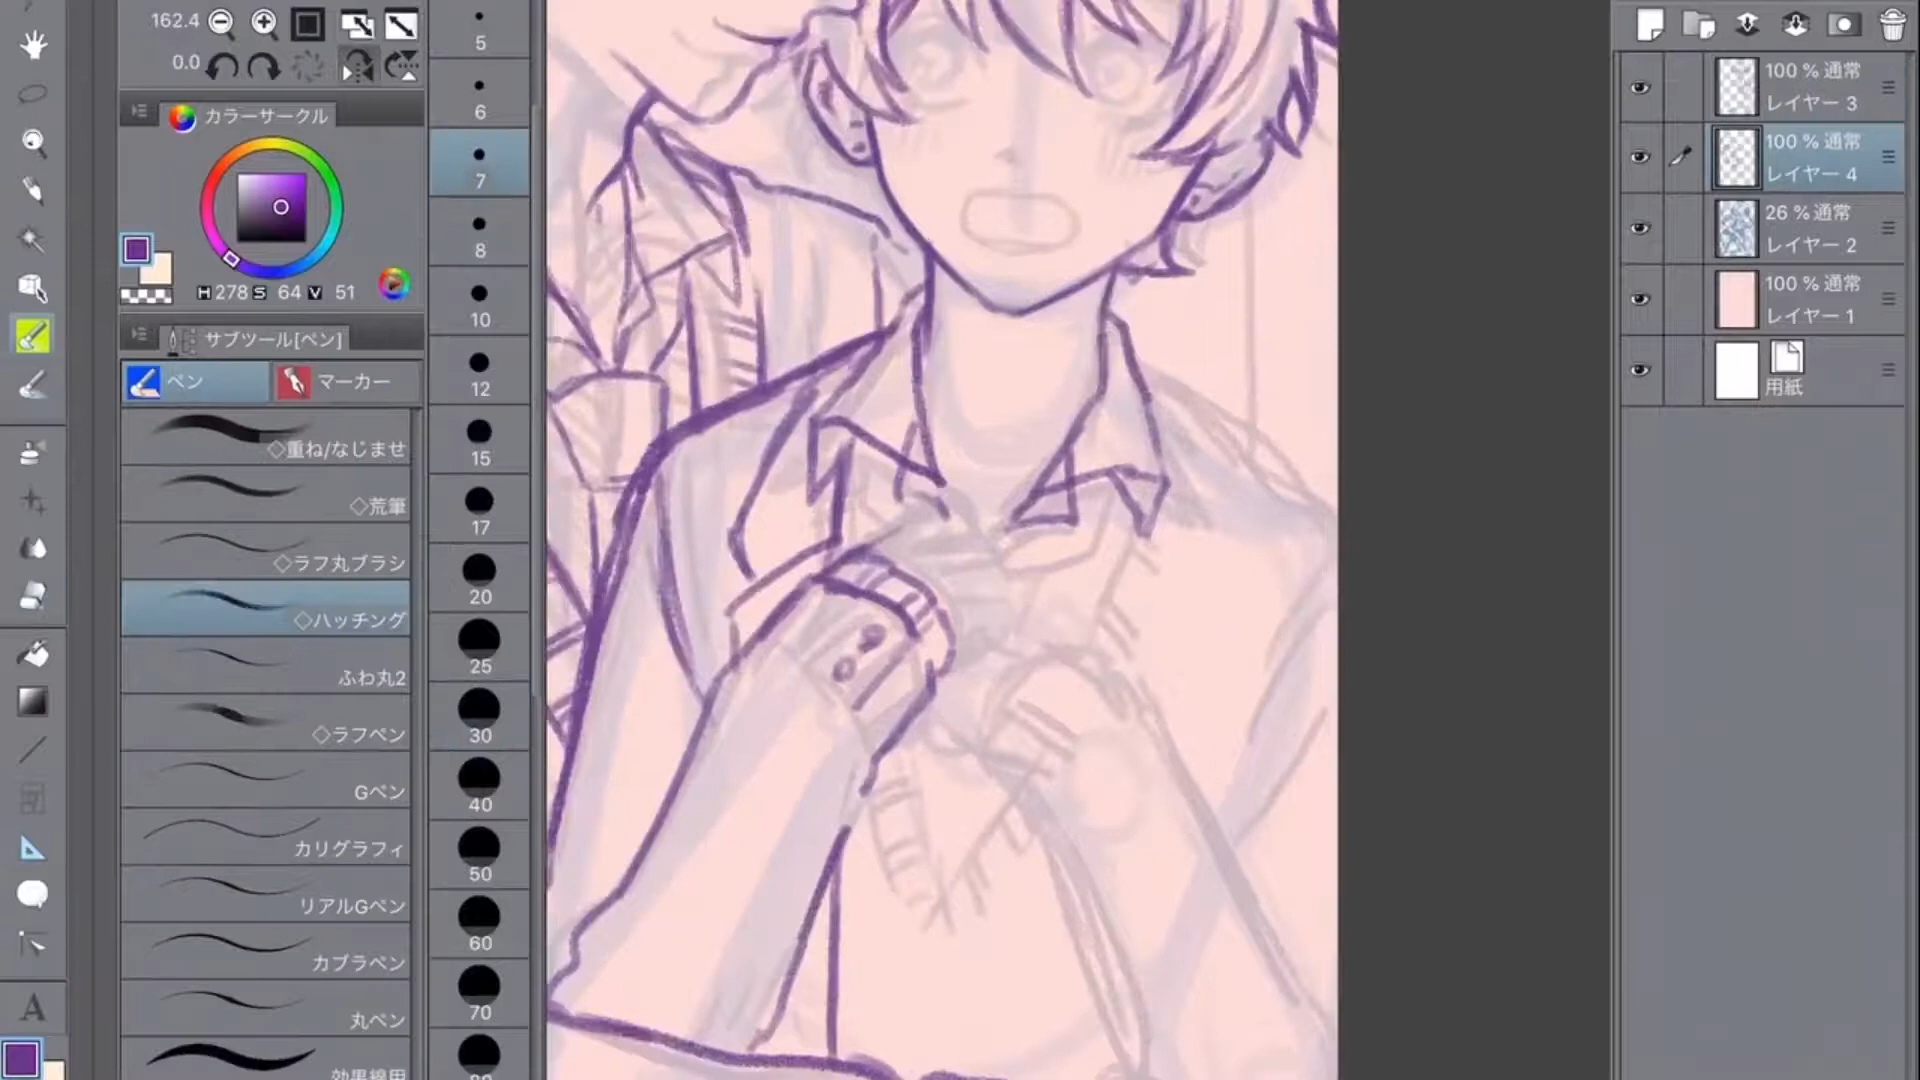 162.4
0.0
カラーサークル
H 278 S 64 V 51
サブツール[ペン]
ペン
マーカー
◇重ね/なじませ
◇荒筆
◇ラフ丸ブラシ
◇ハッチング
ふわ丸2
◇ラフペン
Gペン
カリグラフィ
リアルGペン
カブラペン
丸ペン
効果線用
A
5
6
7
8
10
12
15
17
20
25
30
40
50
60
70
100 % 通常
レイヤー 3
100 % 通常
レイヤー 4
26 % 通常
レイヤー 2
100 % 通常
レイヤー 1
用紙